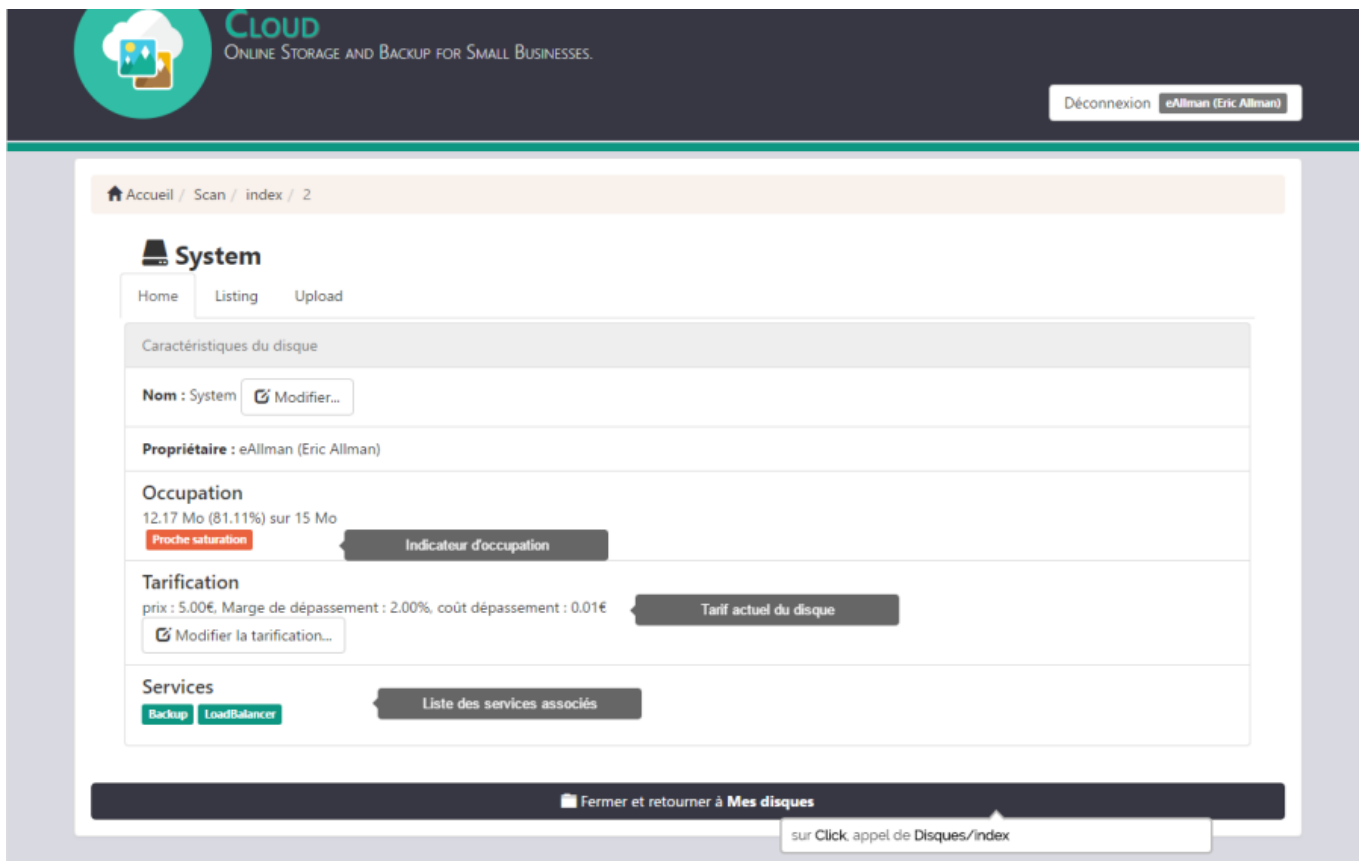 CLOUD
ONLINE STORAGE AND BACKUP FOR SMALL BUSINESSES.
Déconnexion eAllman (Eric Allman)
Accueil / Scan / index / 2
System
Home Listing Upload
Caractéristiques du disque
Nom : System Modifier...
Propriétaire : eAllman (Eric Allman)
Occupation
12.17 Mo (81.11%) sur 15 Mo
Proche saturation Indicateur d'occupation
Tarification
prix : 5.00€, Marge de dépassement : 2.00%, coût dépassement : 0.01€ Tarif actuel du disque
Modifier la tarification...
Services
Backup LoadBalancer Liste des services associés
Fermer et retourner à Mes disques
sur Click, appel de Disques/index